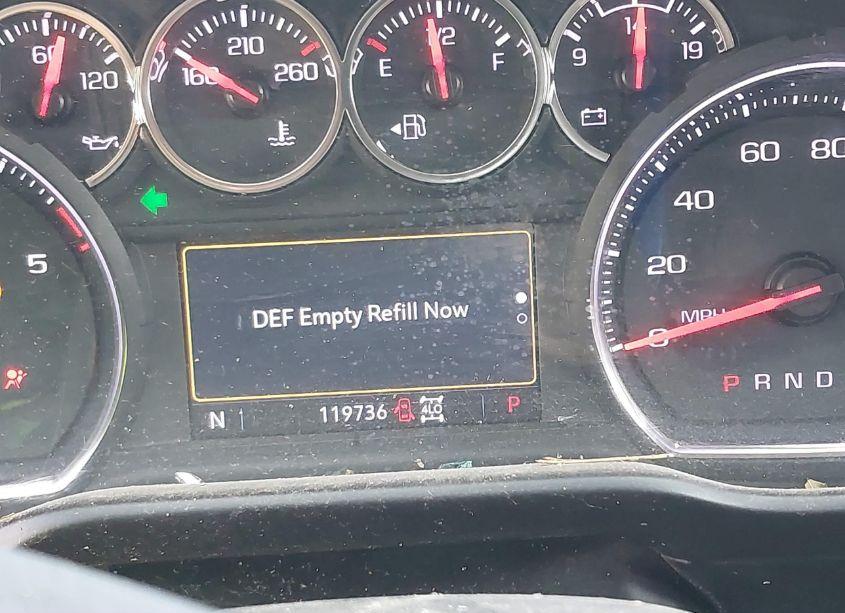 60 120
160 210 260
E 1/2 F
9 14 19
5
DEF Empty Refill Now
N 119736 4LO P
0 20 40 60 80
MPH
P R N D